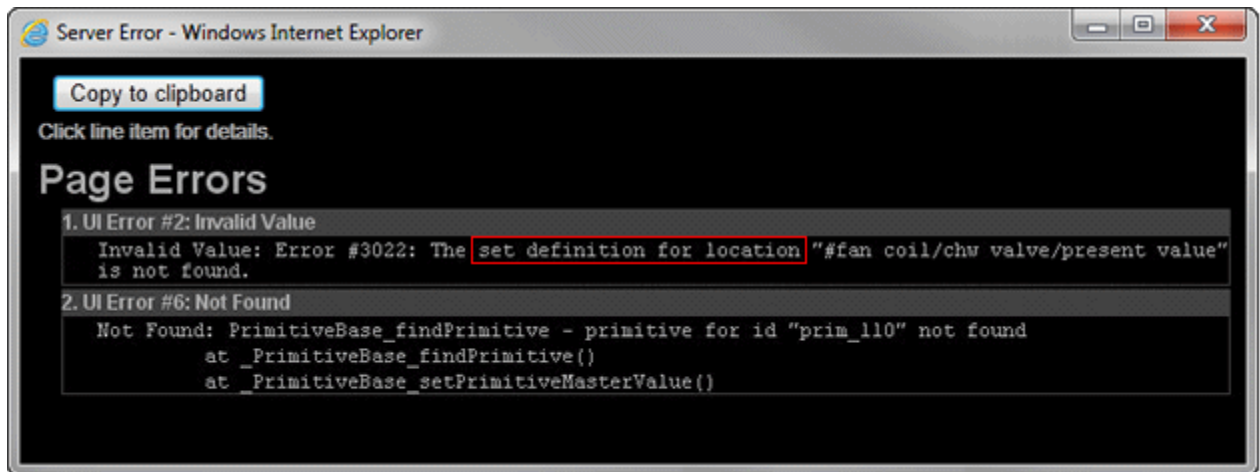 Server Error - Windows Internet Explorer
Copy to clipboard
Click line item for details.
Page Errors
1. UI Error #2: Invalid Value
Invalid Value: Error #3022: The set definition for location "#fan coil/chw valve/present value"
is not found.
2. UI Error #6: Not Found
Not Found: PrimitiveBase_findPrimitive - primitive for id "prim_110" not found
at _PrimitiveBase_findPrimitive()
at _PrimitiveBase_setPrimitiveMasterValue()